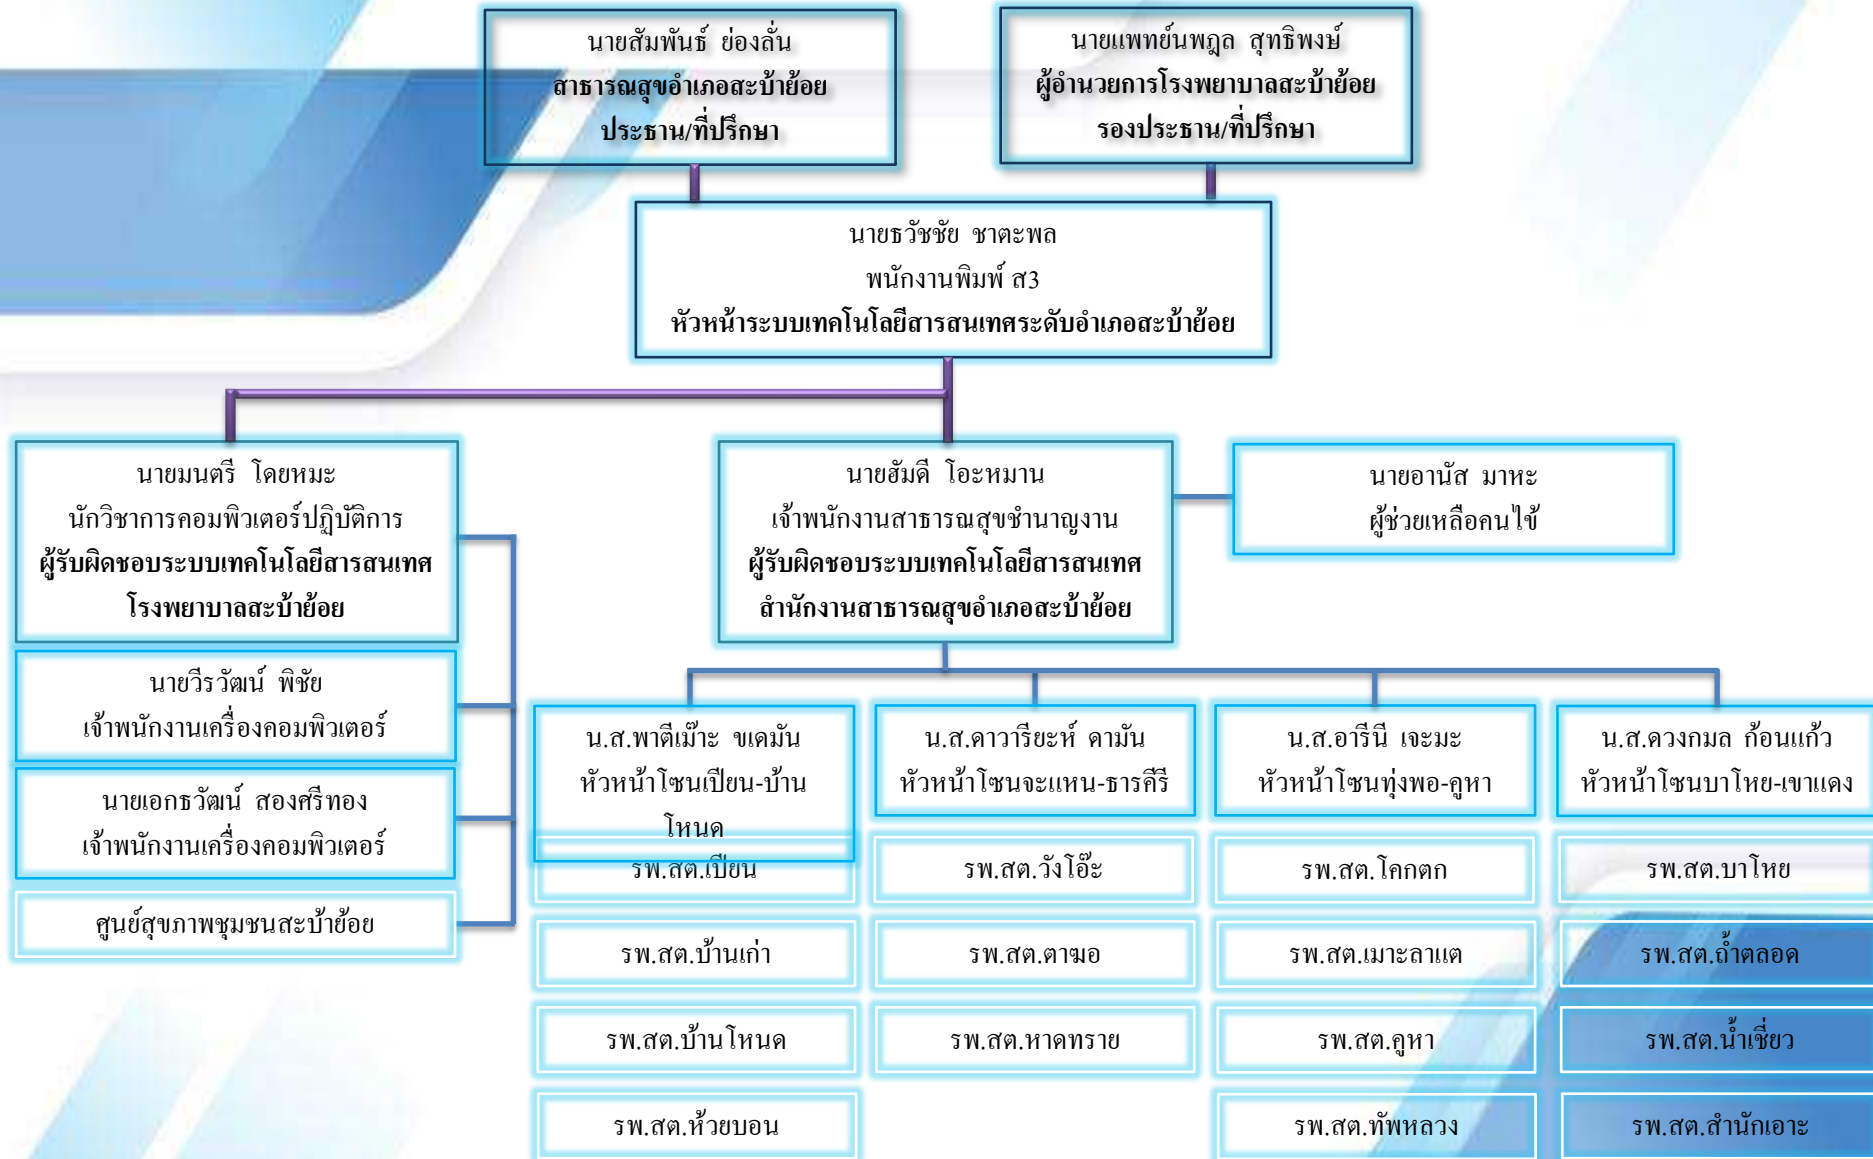 นายสัมพันธ์ ย่องลั่น
สาธารณสุขอำเภอสะบ้าย้อย
ประธาน/ที่ปรึกษา
นายแพทย์นพฎล สุทธิพงษ์
ผู้อำนวยการโรงพยาบาลสะบ้าย้อย
รองประธาน/ที่ปรึกษา
นายธวัชชัย ชาตะพล
พนักงานพิมพ์ ส3
หัวหน้าระบบเทคโนโลยีสารสนเทศระดับอำเภอสะบ้าย้อย
นายมนตรี โดยหมะ
นักวิชาการคอมพิวเตอร์ปฏิบัติการ
ผู้รับผิดชอบระบบเทคโนโลยีสารสนเทศ
โรงพยาบาลสะบ้าย้อย
นายฮัมดี โอะหมาน
เจ้าพนักงานสาธารณสุขชำนาญงาน
ผู้รับผิดชอบระบบเทคโนโลยีสารสนเทศ
สำนักงานสาธารณสุขอำเภอสะบ้าย้อย
นายอานัส มาหะ
ผู้ช่วยเหลือคนไข้
นายวีรวัฒน์ พิชัย
เจ้าพนักงานเครื่องคอมพิวเตอร์
นายเอกธวัฒน์ สองศรีทอง
เจ้าพนักงานเครื่องคอมพิวเตอร์
ศูนย์สุขภาพชุมชนสะบ้าย้อย
น.ส.พาตีเม๊าะ ขเดมัน
หัวหน้าโซนเปียน-บ้าน
โหนด
รพ.สต.เปียน
รพ.สต.บ้านเก่า
รพ.สต.บ้านโหนด
รพ.สต.ห้วยบอน
น.ส.ดาวารียะห์ ดามัน
หัวหน้าโซนจะแหน-ธารคีรี
รพ.สต.วังโอ๊ะ
รพ.สต.ตาฆอ
รพ.สต.หาดทราย
น.ส.อารีนี เจะมะ
หัวหน้าโซนทุ่งพอ-คูหา
รพ.สต.โคกตก
รพ.สต.เมาะลาแต
รพ.สต.คูหา
รพ.สต.ทัพหลวง
น.ส.ดวงกมล ก้อนแก้ว
หัวหน้าโซนบาโหย-เขาแดง
รพ.สต.บาโหย
รพ.สต.ถ้ำตลอด
รพ.สต.น้ำเชี่ยว
รพ.สต.สำนักเอาะ